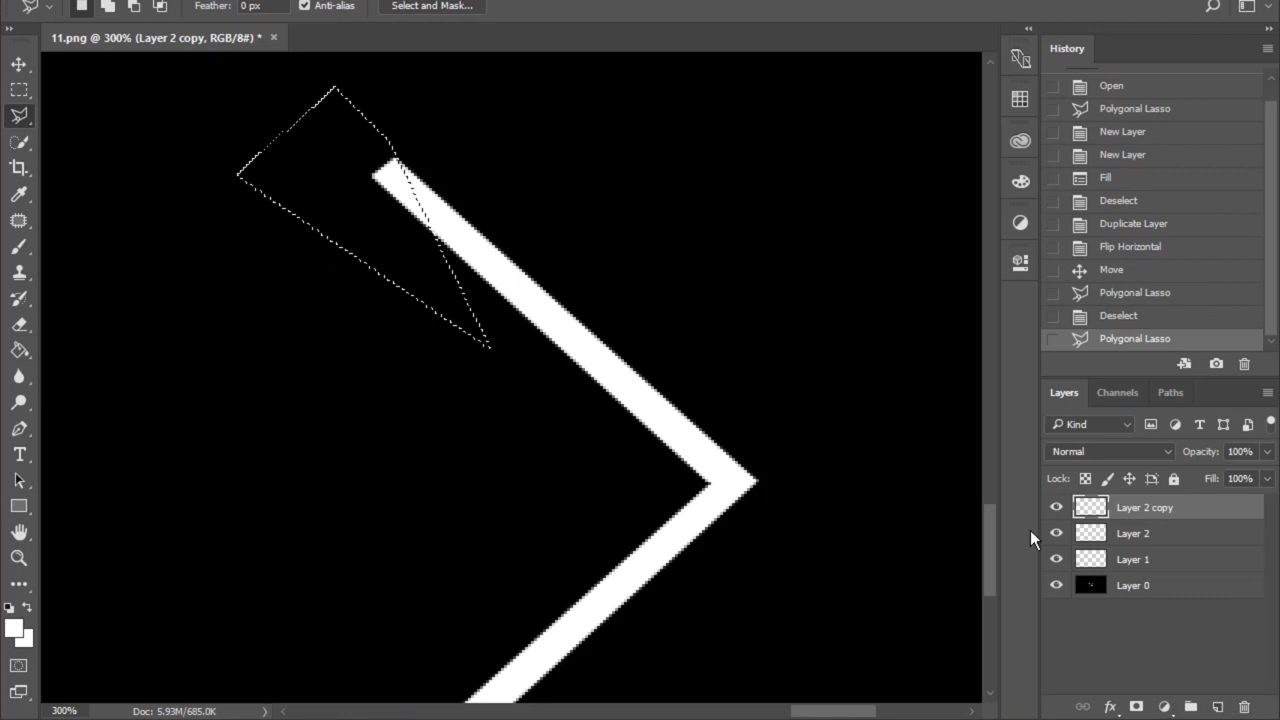 Feather: 0 px Anti-alias Select and Mask...
11.png @ 300% (Layer 2 copy, RGB/8#) * ×
History
Open
Polygonal Lasso
New Layer
New Layer
Fill
Deselect
Duplicate Layer
Flip Horizontal
Move
Polygonal Lasso
Deselect
Polygonal Lasso
Layers Channels Paths
Kind
Normal Opacity: 100%
Lock: Fill: 100%
Layer 2 copy
Layer 2
Layer 1
Layer 0
fx
300% Doc: 5.93M/685.0K